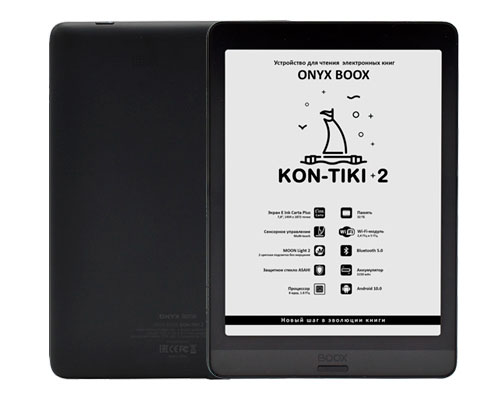 Устройство для чтения электронных книг
ONYX BOOX
KON-TIKI +2
Экран E Ink Carta Plus
Память
Сенсорное управление
Wi-Fi
Wi-Fi-модуль
MOON Light 2
Bluetooth 5.0
Защитное стекло ASAHI
Аккумулятор
Процессор
Android 10.0
Новый шаг в эволюции книги
BOOX